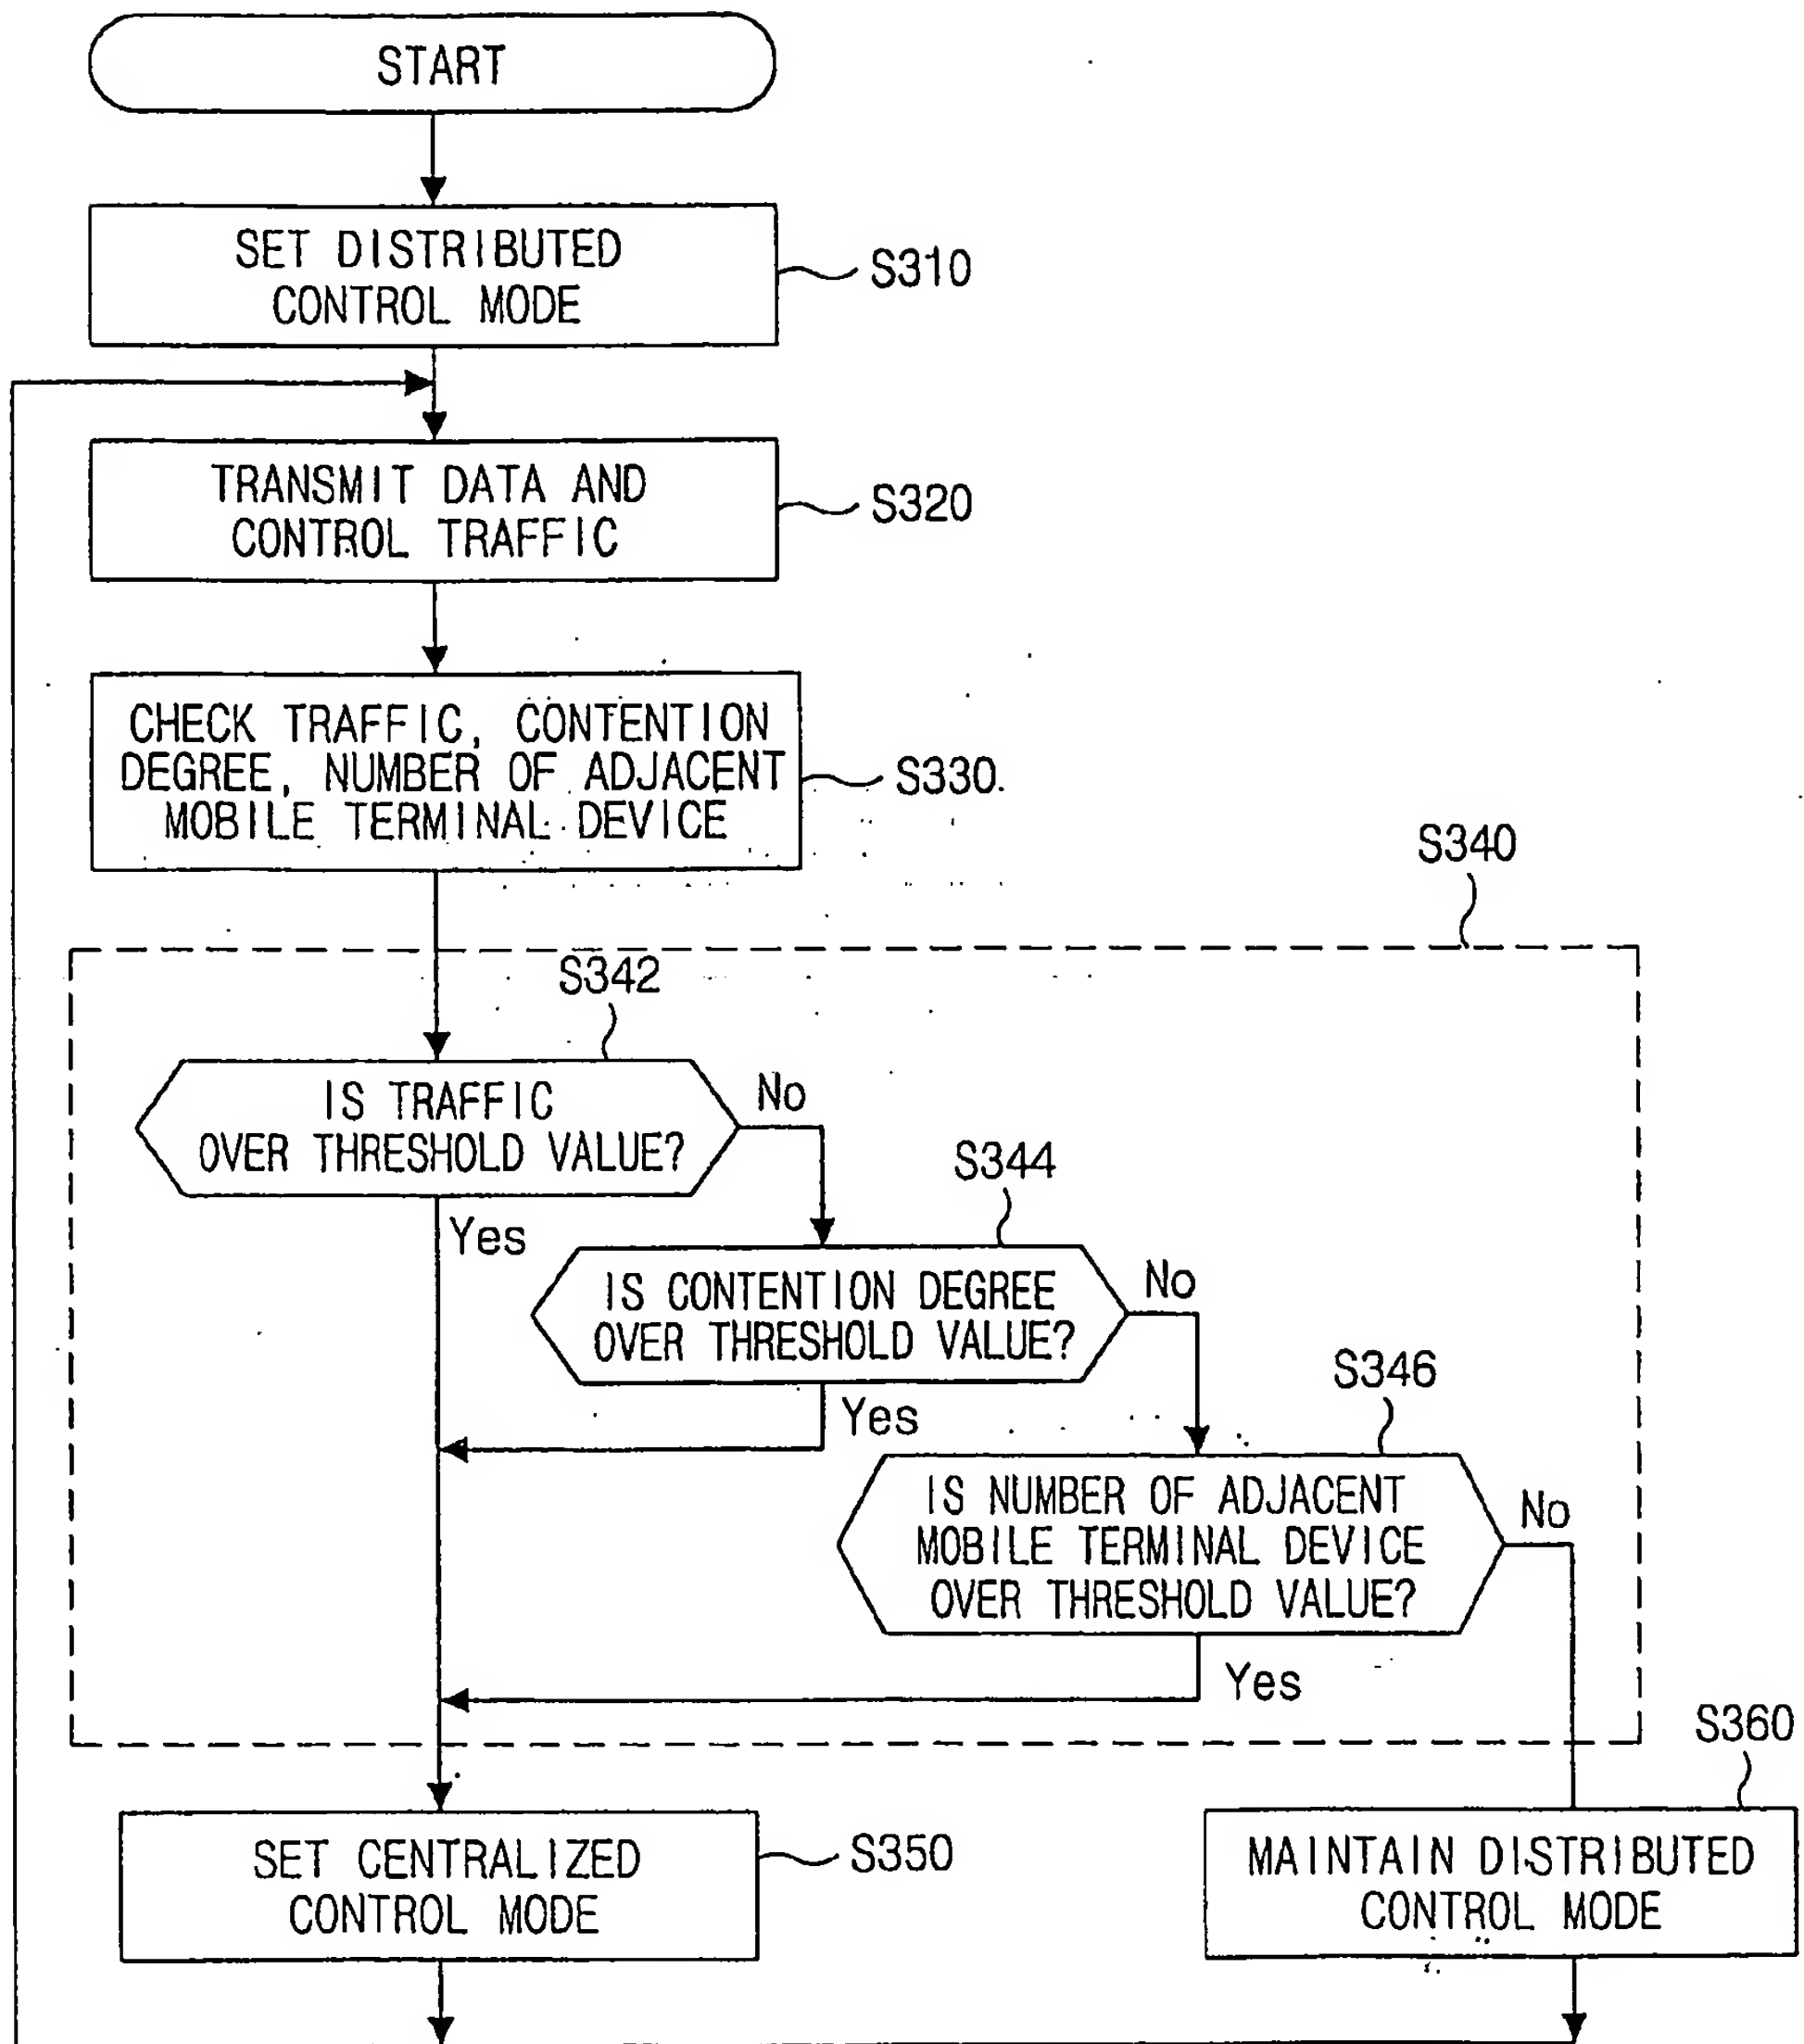 START
SET DISTRIBUTED
CONTROL MODE
S310
TRANSMIT DATA AND
CONTROL TRAFFIC
S320
CHECK TRAFFIC, CONTENTION
DEGREE, NUMBER OF ADJACENT
MOBILE TERMINAL DEVICE
S330
S340
S342
IS TRAFFIC
OVER THRESHOLD VALUE?
No
Yes
S344
IS CONTENTION DEGREE
OVER THRESHOLD VALUE?
No
Yes
S346
IS NUMBER OF ADJACENT
MOBILE TERMINAL DEVICE
OVER THRESHOLD VALUE?
No
Yes
S360
SET CENTRALIZED
CONTROL MODE
S350
MAINTAIN DISTRIBUTED
CONTROL MODE